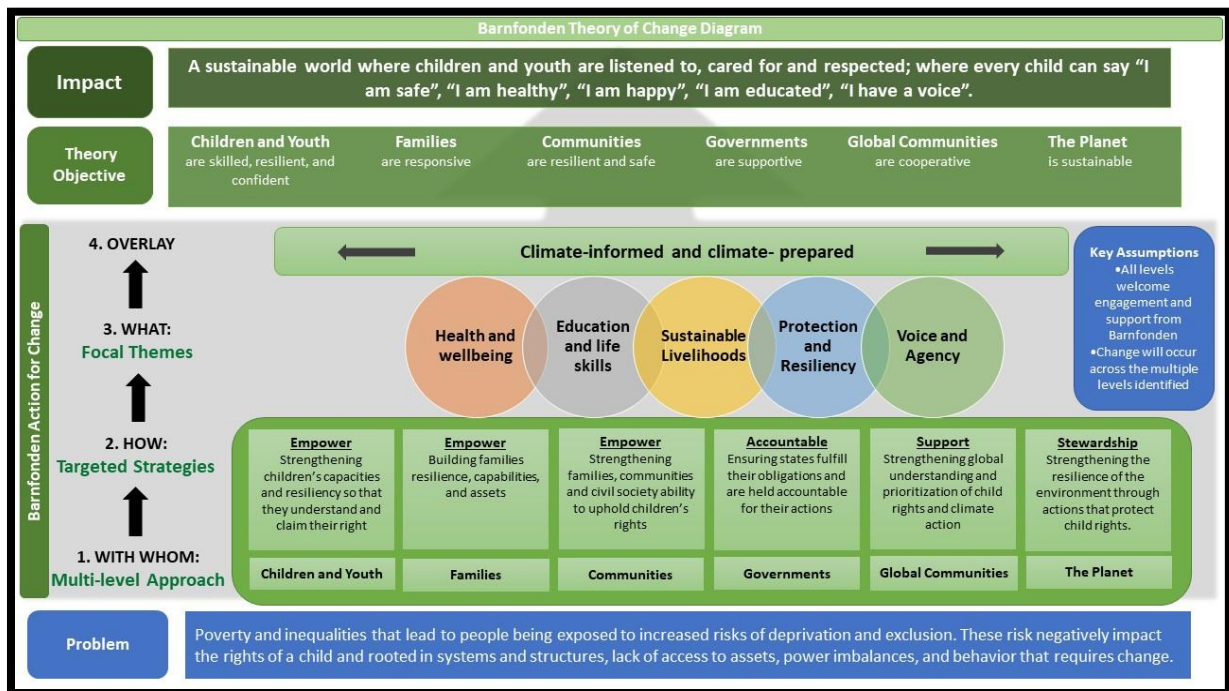 Barnfonden Theory of Change Diagram
Impact
A sustainable world where children and youth are listened to, cared for and respected; where every child can say “I
am safe”, “I am healthy”, “I am happy”, “I am educated”, “I have a voice”.
Theory
Objective
Children and Youth
are skilled, resilient, and
confident
Families
are responsive
Communities
are resilient and safe
Governments
are supportive
Global Communities
are cooperative
The Planet
is sustainable
Barnfonden Action for Change
4. OVERLAY
3. WHAT:
Focal Themes
2. HOW:
Targeted Strategies
1. WITH WHOM:
Multi-level Approach
Climate-informed and climate- prepared
Health and
wellbeing
Education
and life
skills
Sustainable
Livelihoods
Protection
and
Resiliency
Voice and
Agency
Key Assumptions
•All levels
welcome
engagement and
support from
Barnfonden
•Change will occur
across the
multiple
levels identified
Empower
Strengthening
children’s capacities
and resiliency so that
they understand and
claim their right
Empower
Building families
resilience, capabilities,
and assets
Empower
Strengthening
families, communities
and civil society ability
to uphold children’s
rights
Accountable
Ensuring states fulfill
their obligations and
are held accountable
for their actions
Support
Strengthening global
understanding and
prioritization of child
rights and climate
action
Stewardship
Strengthening the
resilience of the
environment through
actions that protect
child rights.
Children and Youth
Families
Communities
Governments
Global Communities
The Planet
Problem
Poverty and inequalities that lead to people being exposed to increased risks of deprivation and exclusion. These risk negatively impact
the rights of a child and rooted in systems and structures, lack of access to assets, power imbalances, and behavior that requires change.